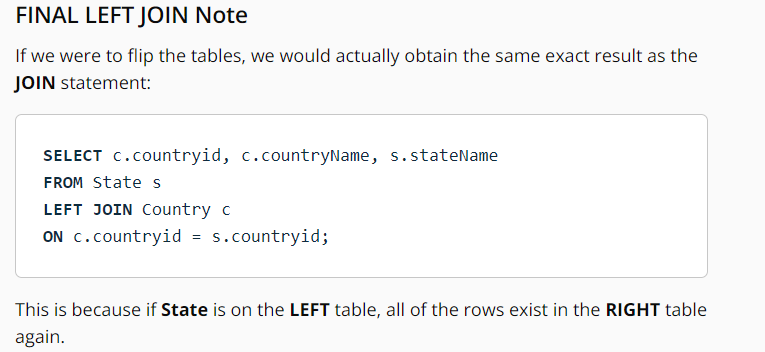 FINAL LEFT JOIN Note
If we were to flip the tables, we would actually obtain the same exact result as the
JOIN statement:
SELECT c.countryid, c.countryName, s.stateName
FROM State s
LEFT JOIN Country c
ON c.countryid = s.countryid;
This is because if State is on the LEFT table, all of the rows exist in the RIGHT table
again.